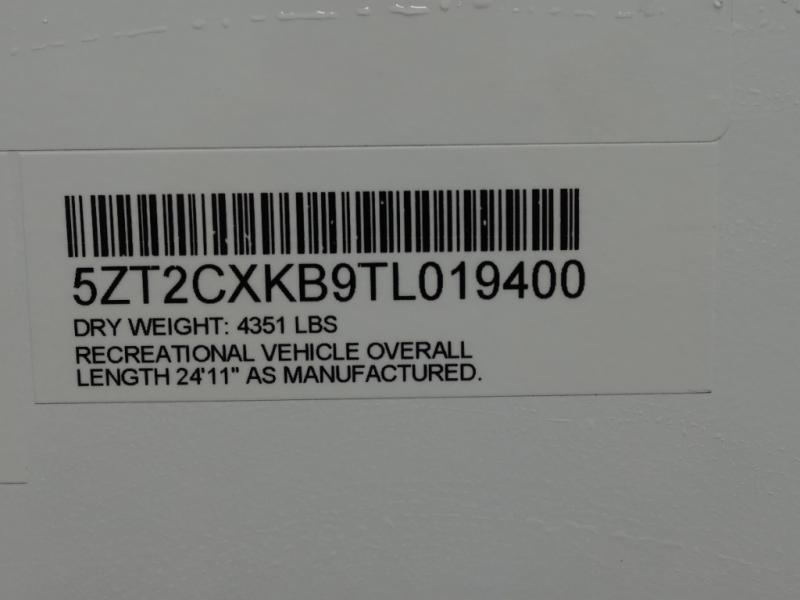 5ZT2CXKB9TL019400
DRY WEIGHT: 4351 LBS
RECREATIONAL VEHICLE OVERALL
LENGTH 24'11" AS MANUFACTURED.